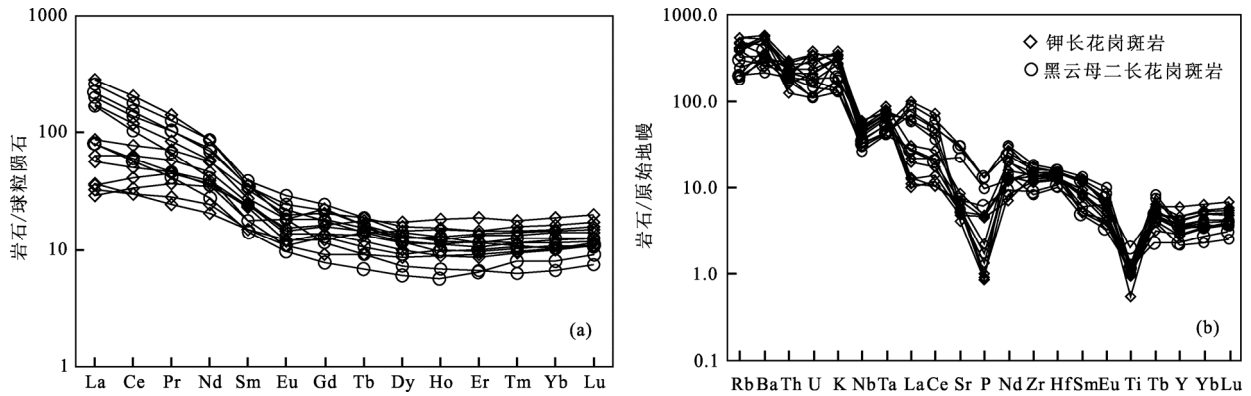 1000
100
10
1
岩石/球粒陨石
(a)
La Ce Pr Nd Sm Eu Gd Tb Dy Ho Er Tm Yb Lu
1000.0
100.0
10.0
1.0
0.1
岩石/原始地幔
钾长花岗斑岩
黑云母二长花岗斑岩
(b)
Rb Ba Th U K Nb Ta La Ce Sr P Nd Zr Hf Sm Eu Ti Tb Y Yb Lu